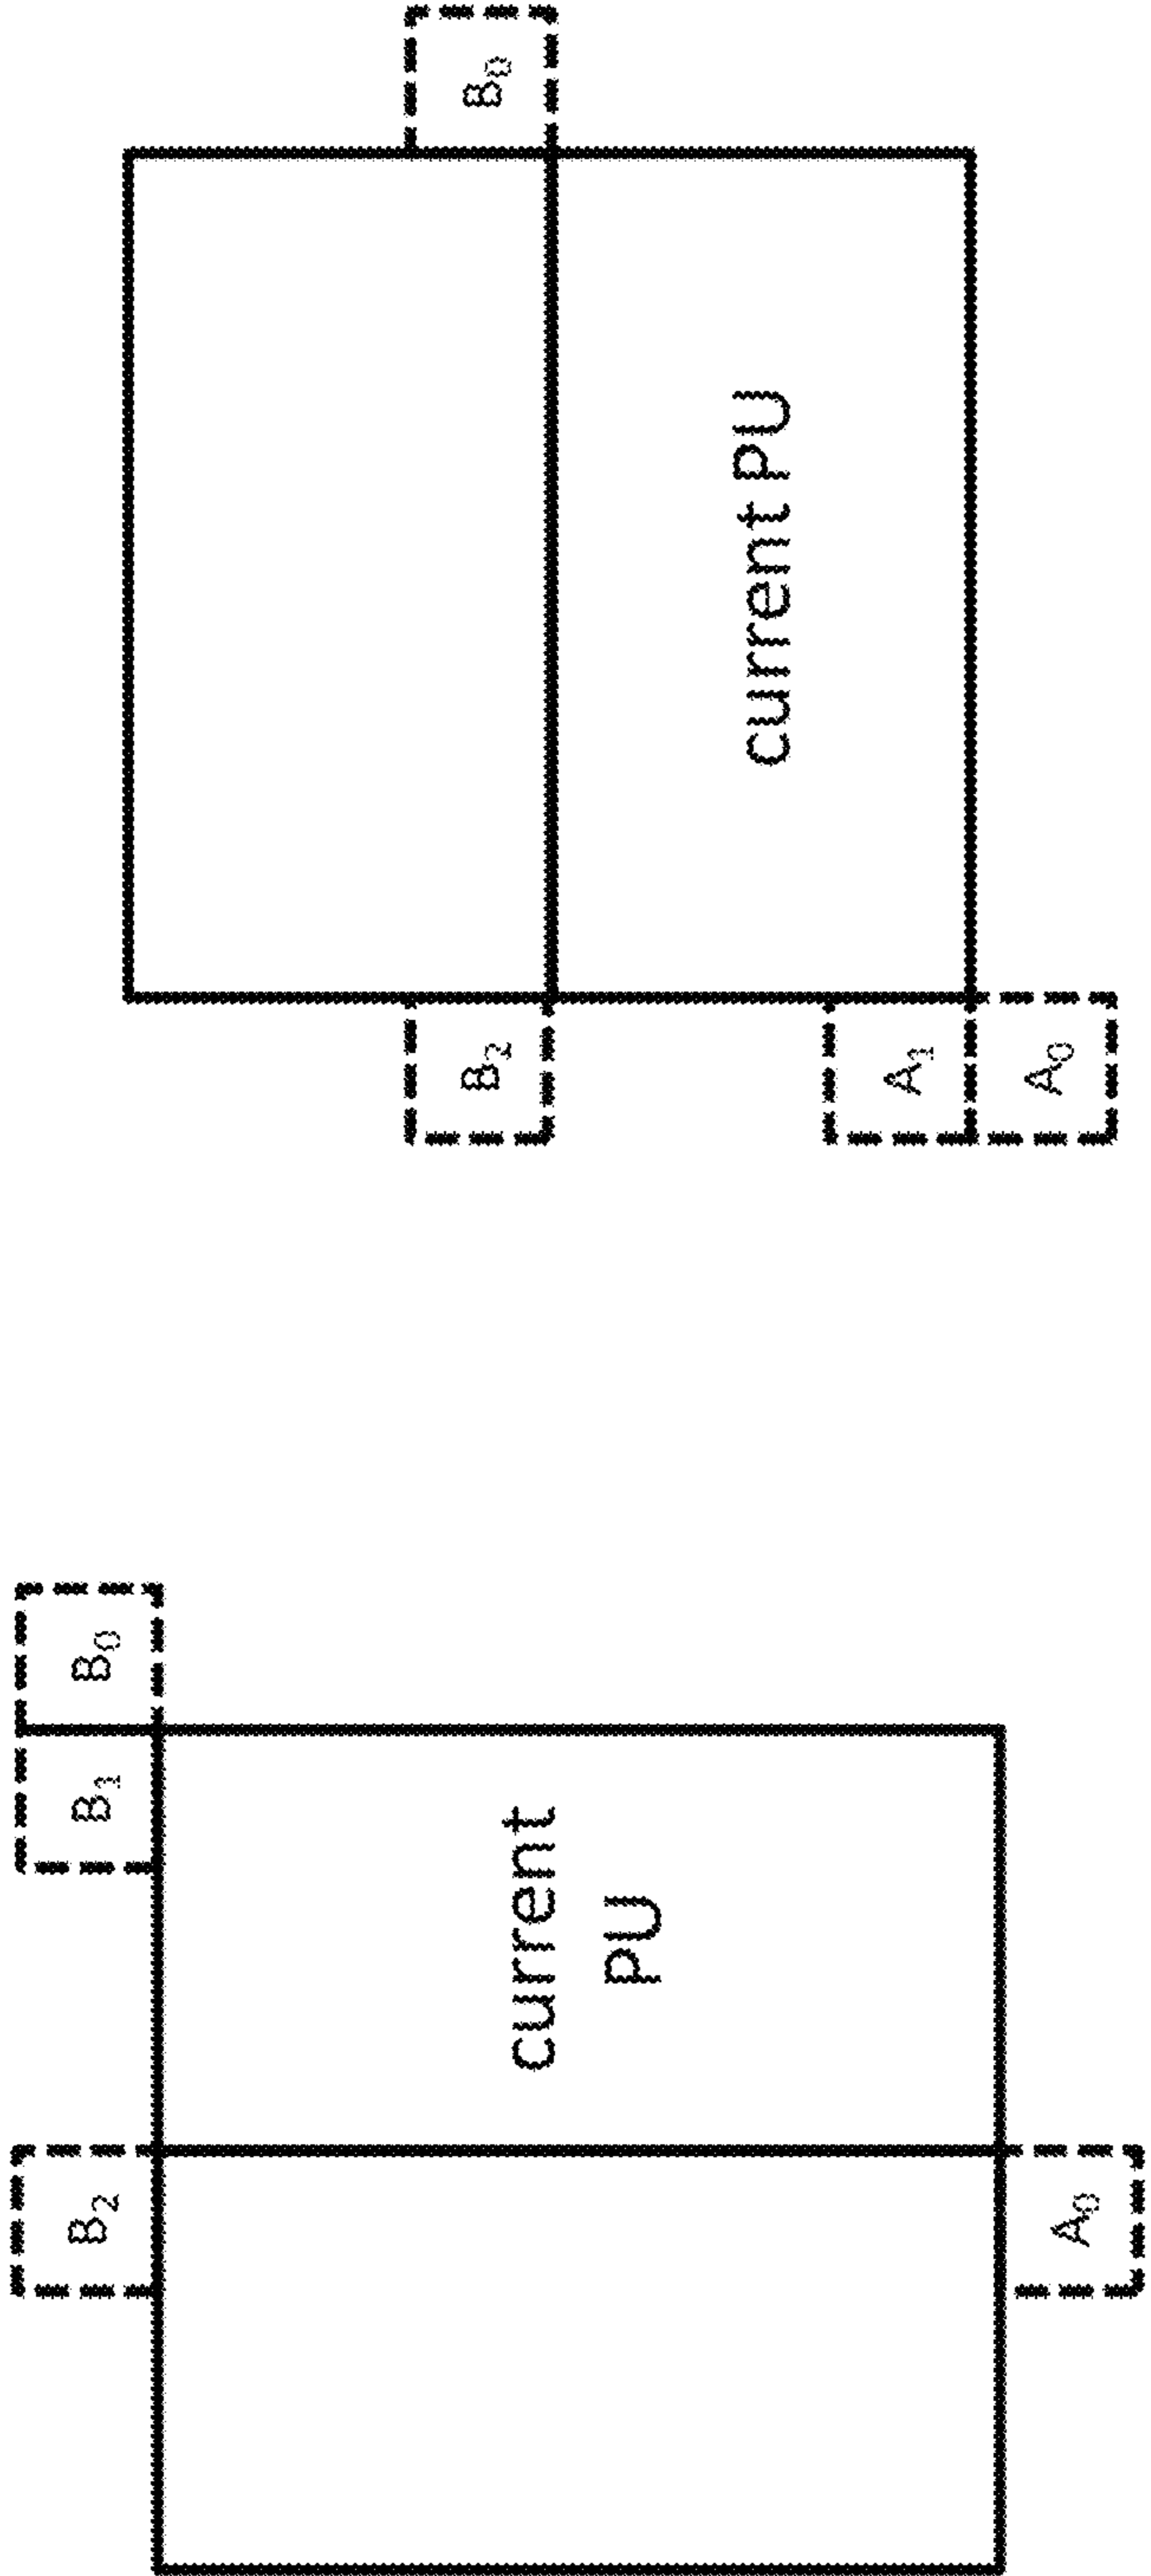 B₂
B₁
B₀
current
PU
A₀
B₂
B₀
current PU
A₁
A₀